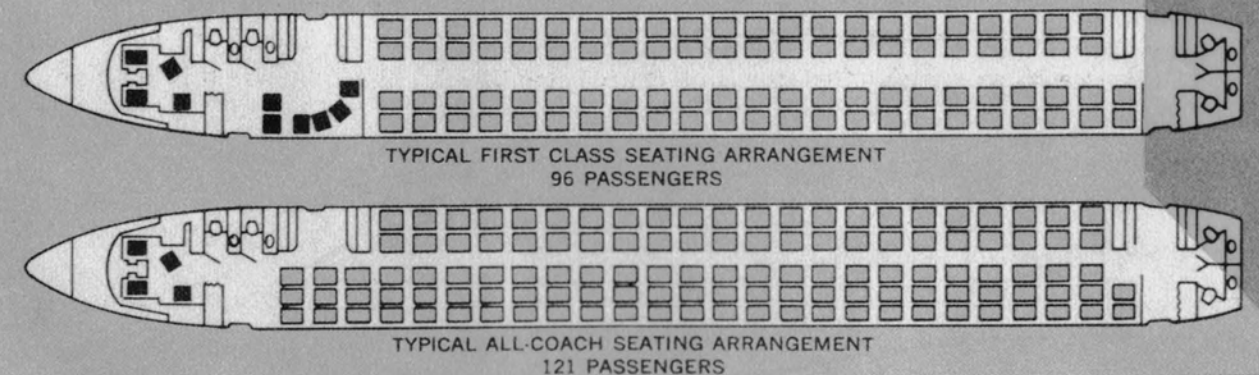 TYPICAL FIRST CLASS SEATING ARRANGEMENT
96 PASSENGERS
TYPICAL ALL-COACH SEATING ARRANGEMENT
121 PASSENGERS